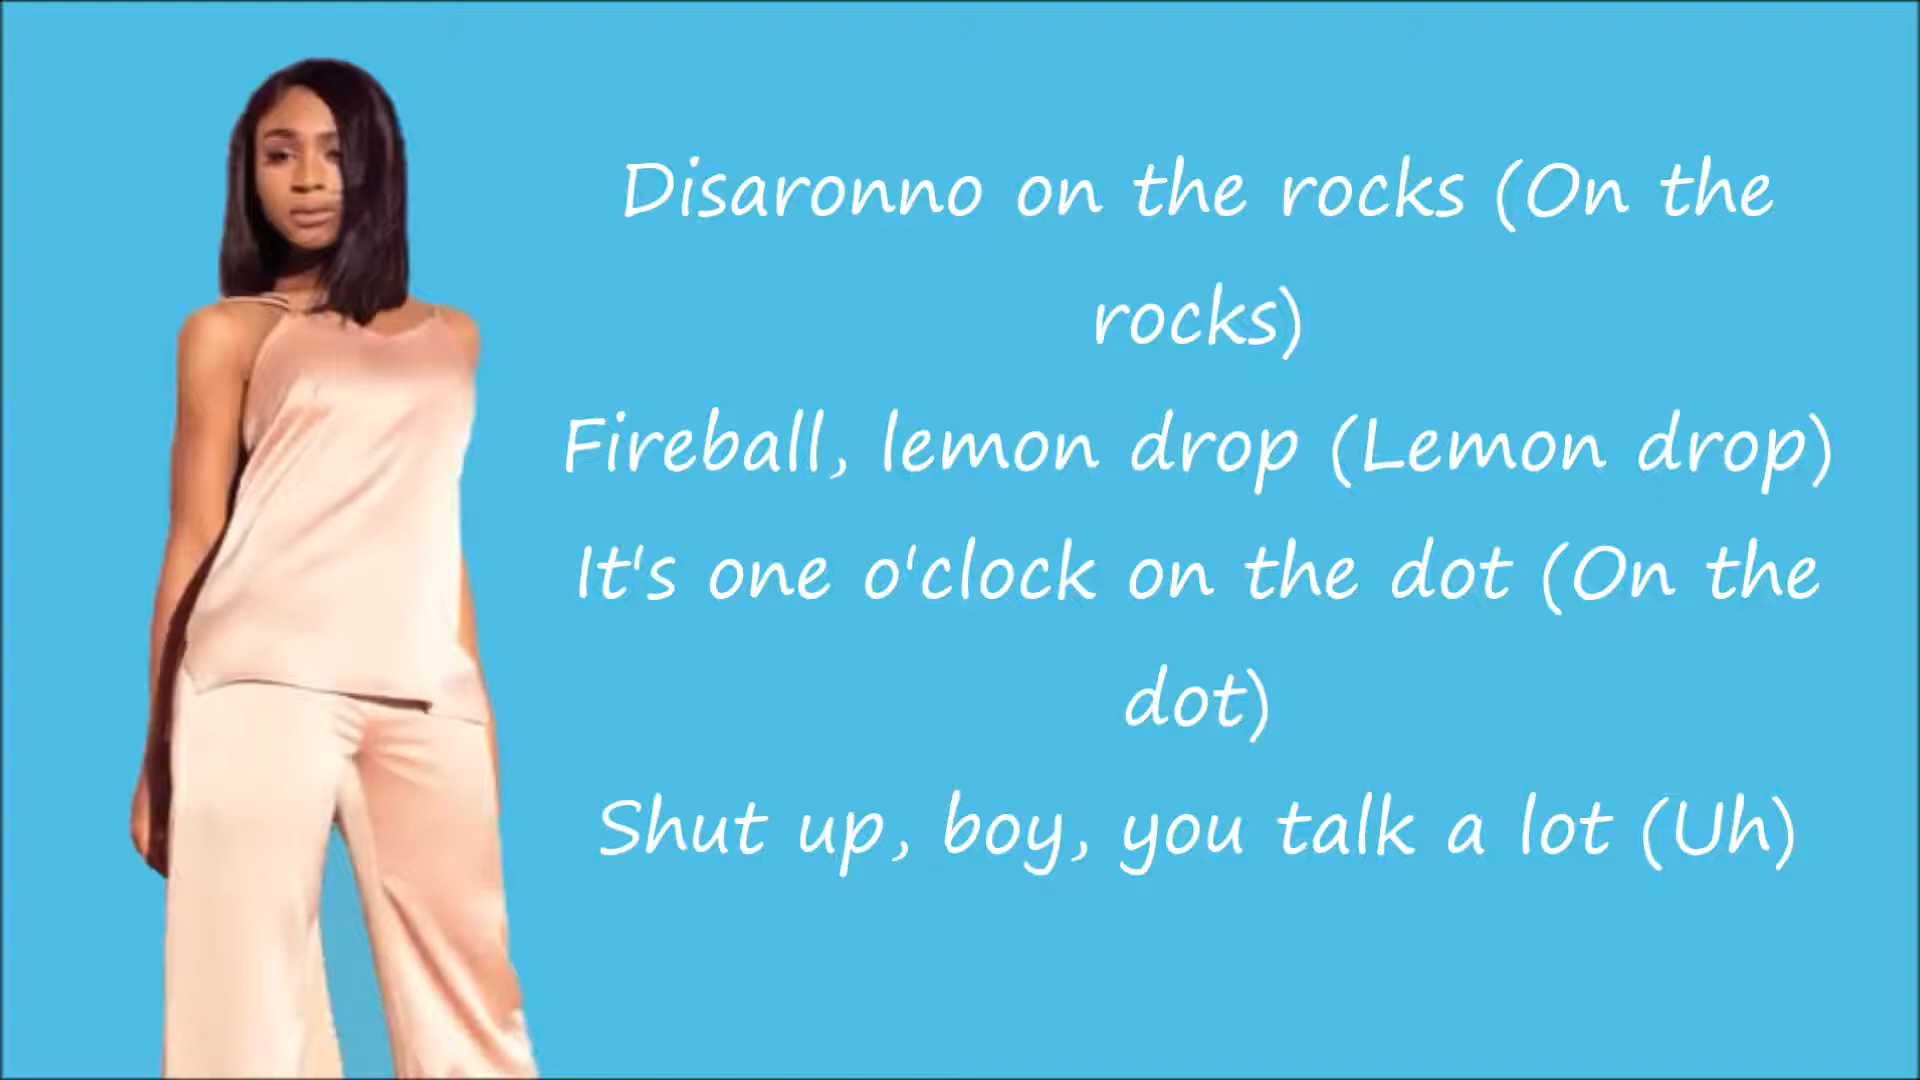 Disaronno on the rocks (On the
rocks)
Fireball, lemon drop (Lemon drop)
It's one o'clock on the dot (On the
dot)
Shut up, boy, you talk a lot (Uh)